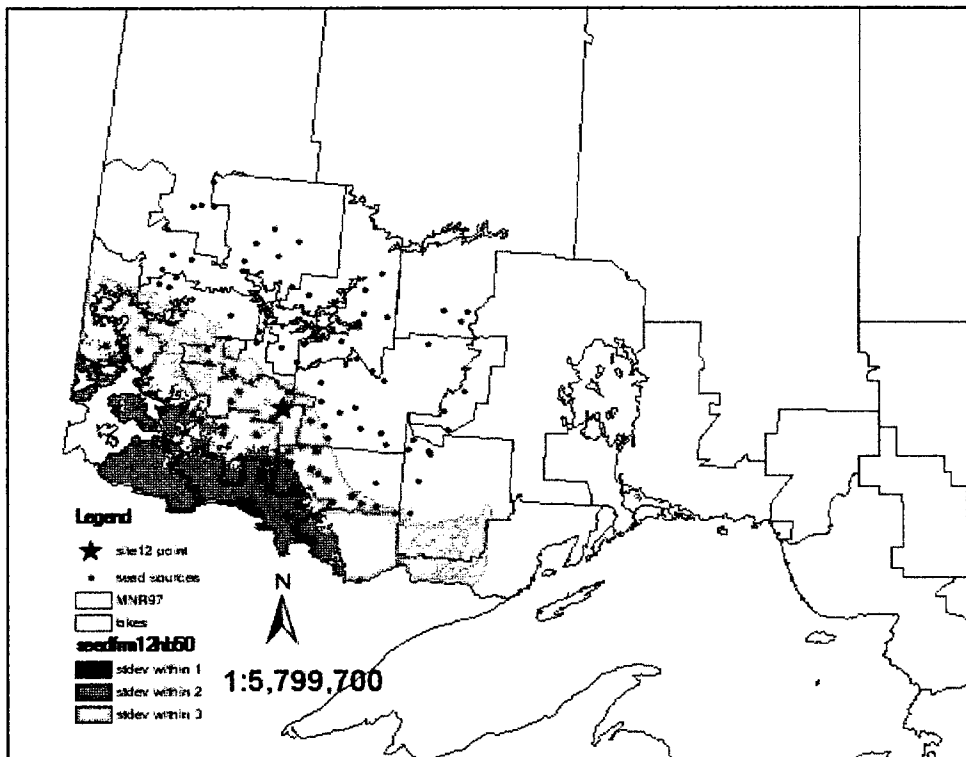 Legend
site12 point
seed sources
MNR97
lakes
seedfrm12hb50
stdev within 1
stdev within 2
stdev within 3
N
1:5,799,700